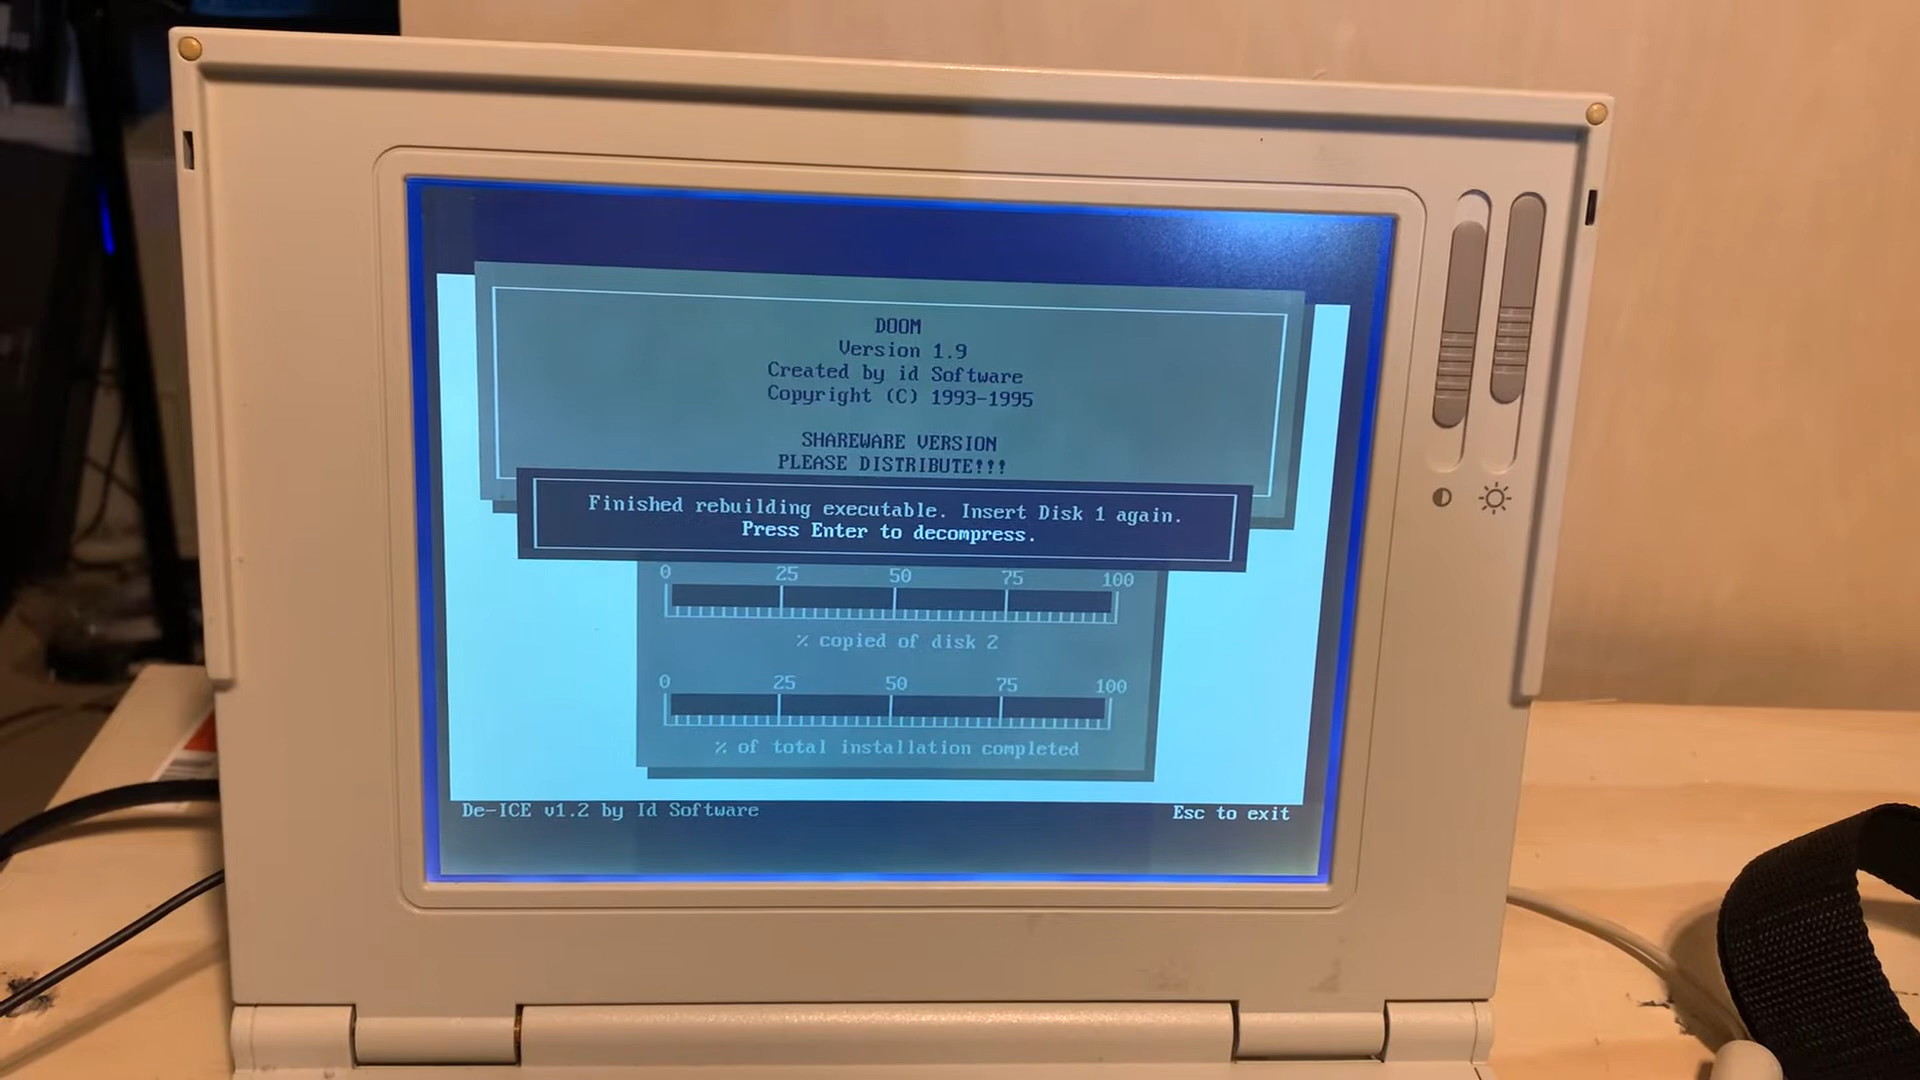 DOOM
Version 1.9
Created by id Software
Copyright (C) 1993-1995
SHAREWARE VERSION
PLEASE DISTRIBUTE!!!
Finished rebuilding executable. Insert Disk 1 again.
Press Enter to decompress.
0 25 50 75 100
% copied of disk 2
0 25 50 75 100
% of total installation completed
De-ICE v1.2 by Id Software Esc to exit